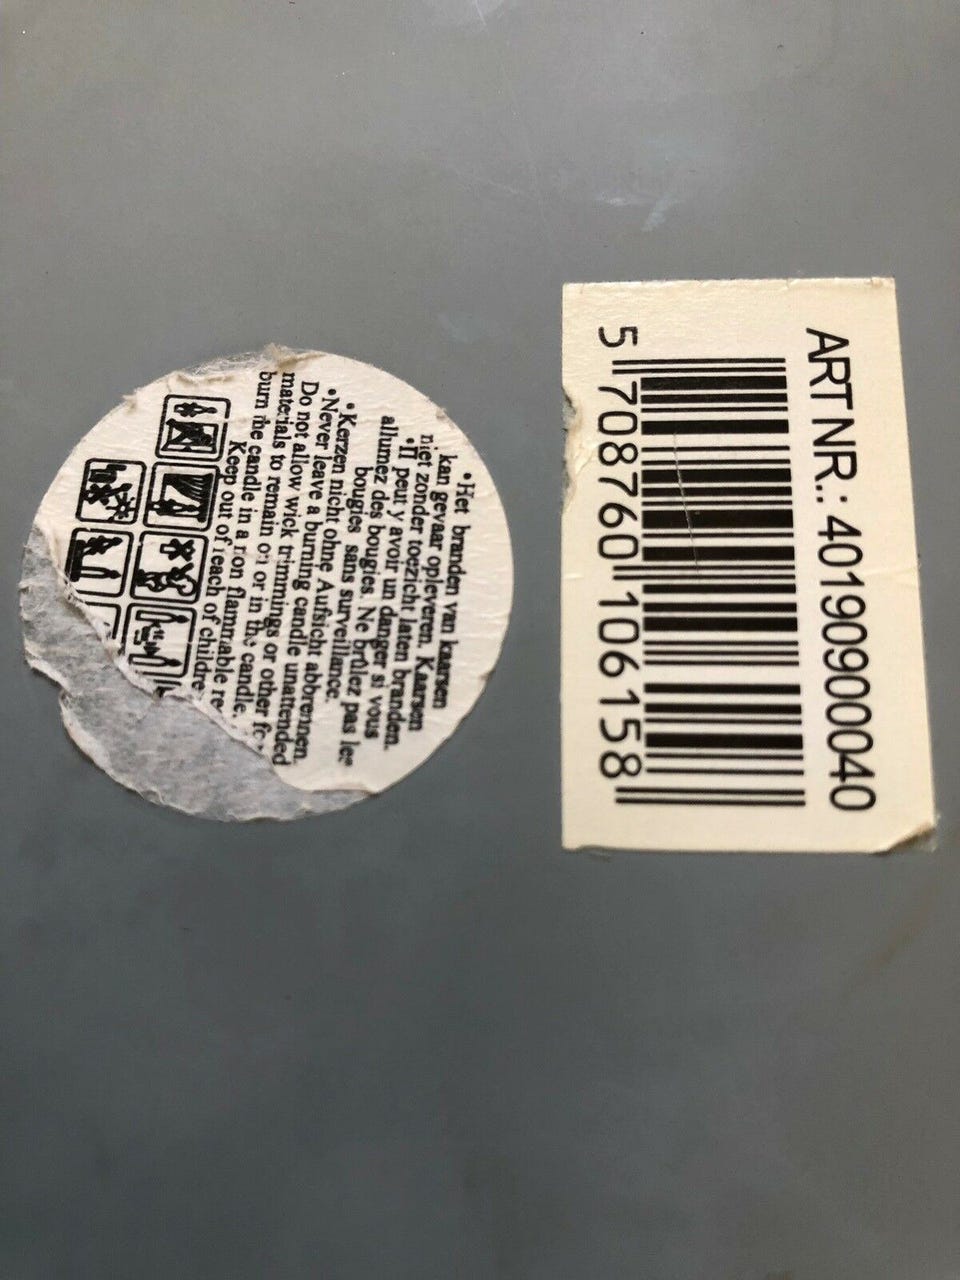 ART NR.: 401909090040
5 708760 106158
•Het branden van kaarsen
kan gevaar opleveren. Kaarsen
niet zonder toezicht laten branden.
•Il peut y avoir un danger si vous
allumez des bougies. Ne brûlez pas les
bougies sans surveillance.
•Kerzen nicht ohne Aufsicht abbrennen.
•Never leave a burning candle unattended
Do not allow wick trimmings or other
materials to remain on or in the candle.
burn the candle in a non flammable re
Keep out of reach of childre